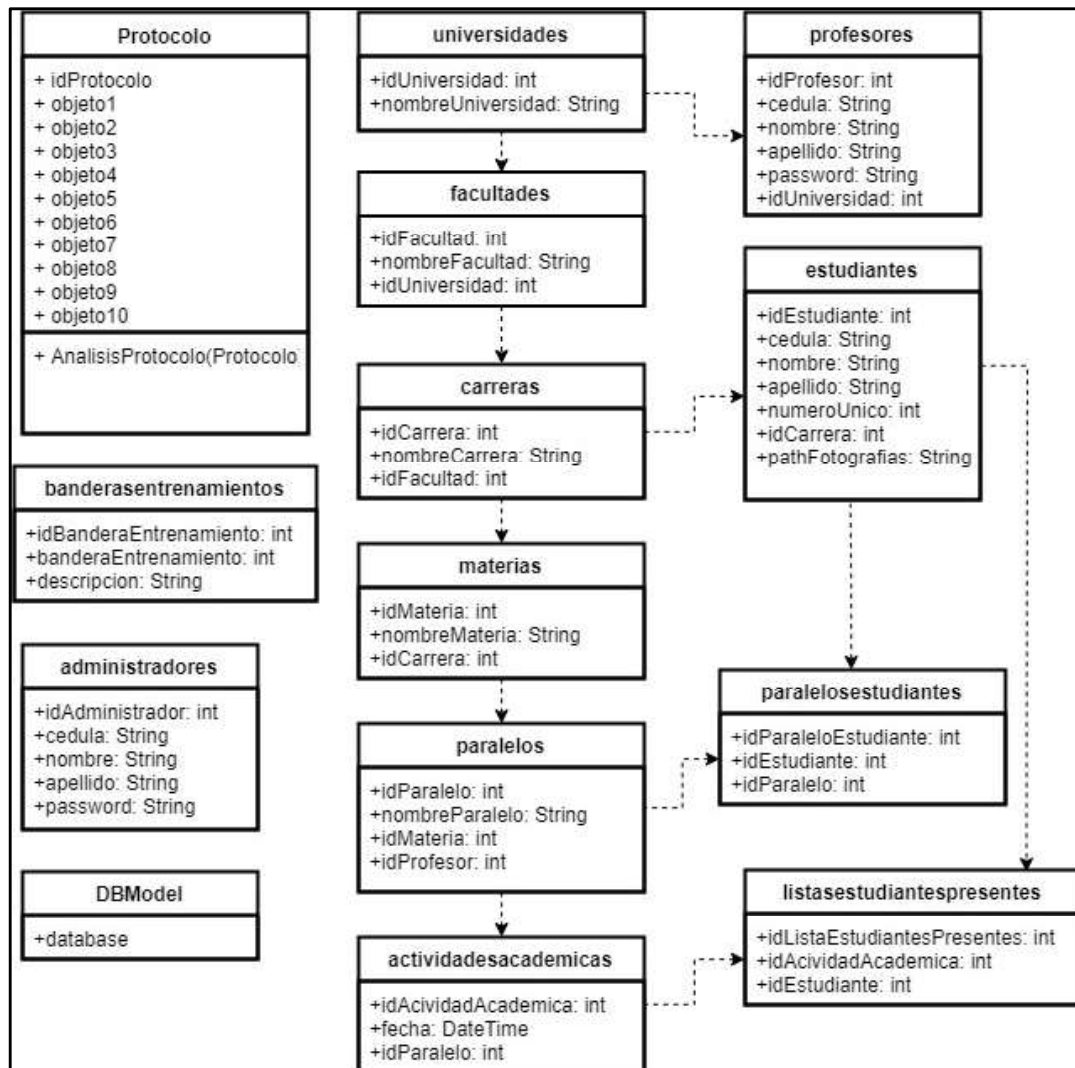 Protocolo
+ idProtocolo
+ objeto1
+ objeto2
+ objeto3
+ objeto4
+ objeto5
+ objeto6
+ objeto7
+ objeto8
+ objeto9
+ objeto10
+ AnalisisProtocolo(Protocolo
banderasentrenamientos
+idBanderaEntrenamiento: int
+banderaEntrenamiento: int
+descripcion: String
administradores
+idAdministrador: int
+cedula: String
+nombre: String
+apellido: String
+password: String
DBModel
+database
universidades
+idUniversidad: int
+nombreUniversidad: String
facultades
+idFacultad: int
+nombreFacultad: String
+idUniversidad: int
carreras
+idCarrera: int
+nombreCarrera: String
+idFacultad: int
materias
+idMateria: int
+nombreMateria: String
+idCarrera: int
paralelos
+idParalelo: int
+nombreParalelo: String
+idMateria: int
+idProfesor: int
actividadesacademicas
+idAcividadAcademica: int
+fecha: DateTime
+idParalelo: int
profesores
+idProfesor: int
+cedula: String
+nombre: String
+apellido: String
+password: String
+idUniversidad: int
estudiantes
+idEstudiante: int
+cedula: String
+nombre: String
+apellido: String
+numeroUnico: int
+idCarrera: int
+pathFotografias: String
paralelosestudiantes
+idParaleloEstudiante: int
+idEstudiante: int
+idParalelo: int
listasestudiantespresentes
+idListaEstudiantesPresentes: int
+idAcividadAcademica: int
+idEstudiante: int